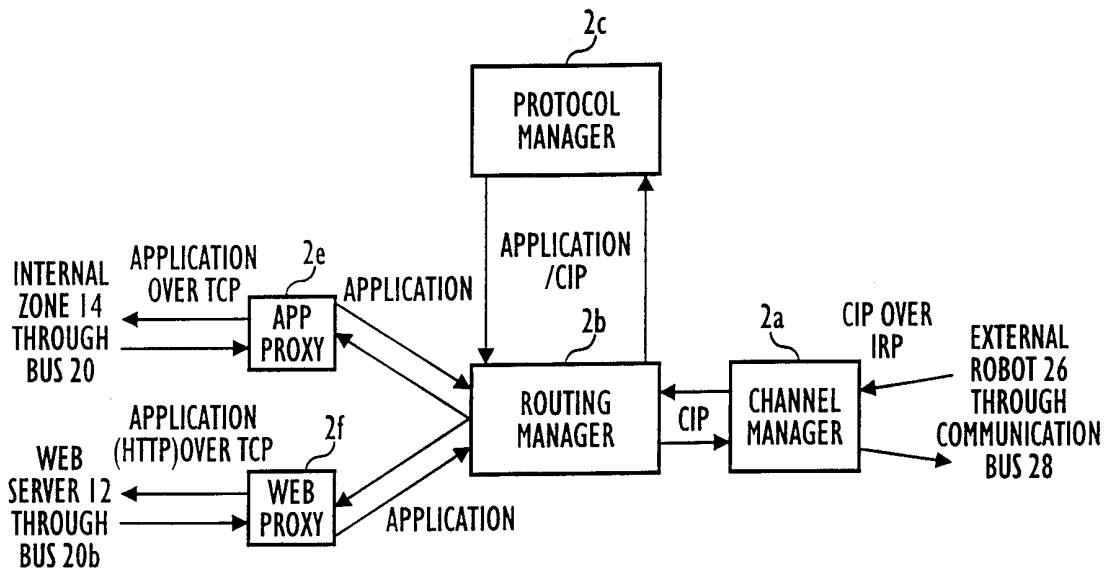 2c
PROTOCOL
MANAGER
APPLICATION
/CIP
INTERNAL
ZONE 14
THROUGH
BUS 20
APPLICATION
OVER TCP
2e
APP
PROXY
APPLICATION
2b
ROUTING
MANAGER
2a
CHANNEL
MANAGER
CIP
CIP OVER
IRP
EXTERNAL
ROBOT 26
THROUGH
COMMUNICATION
BUS 28
APPLICATION
(HTTP)OVER TCP
WEB
SERVER 12
THROUGH
BUS 20b
2f
WEB
PROXY
APPLICATION